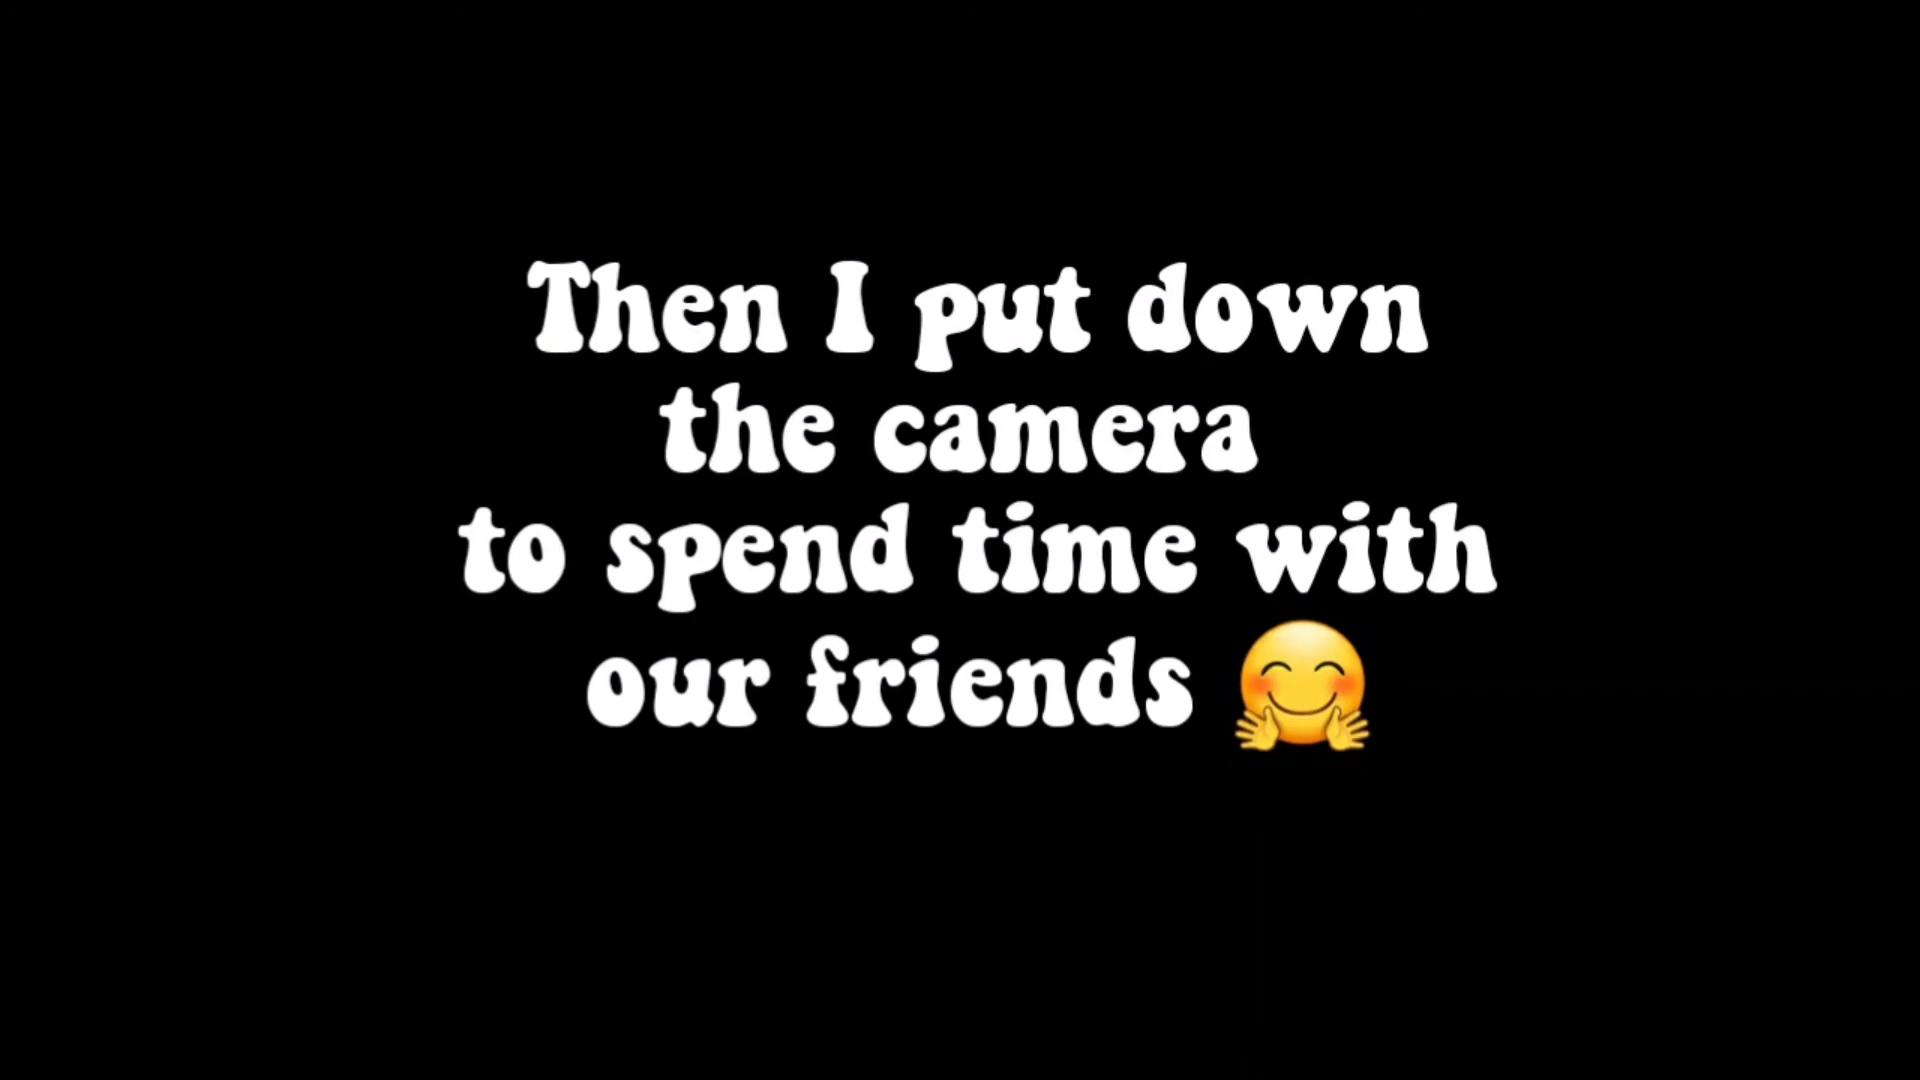 Then I put down
the camera
to spend time with
our friends 🤗